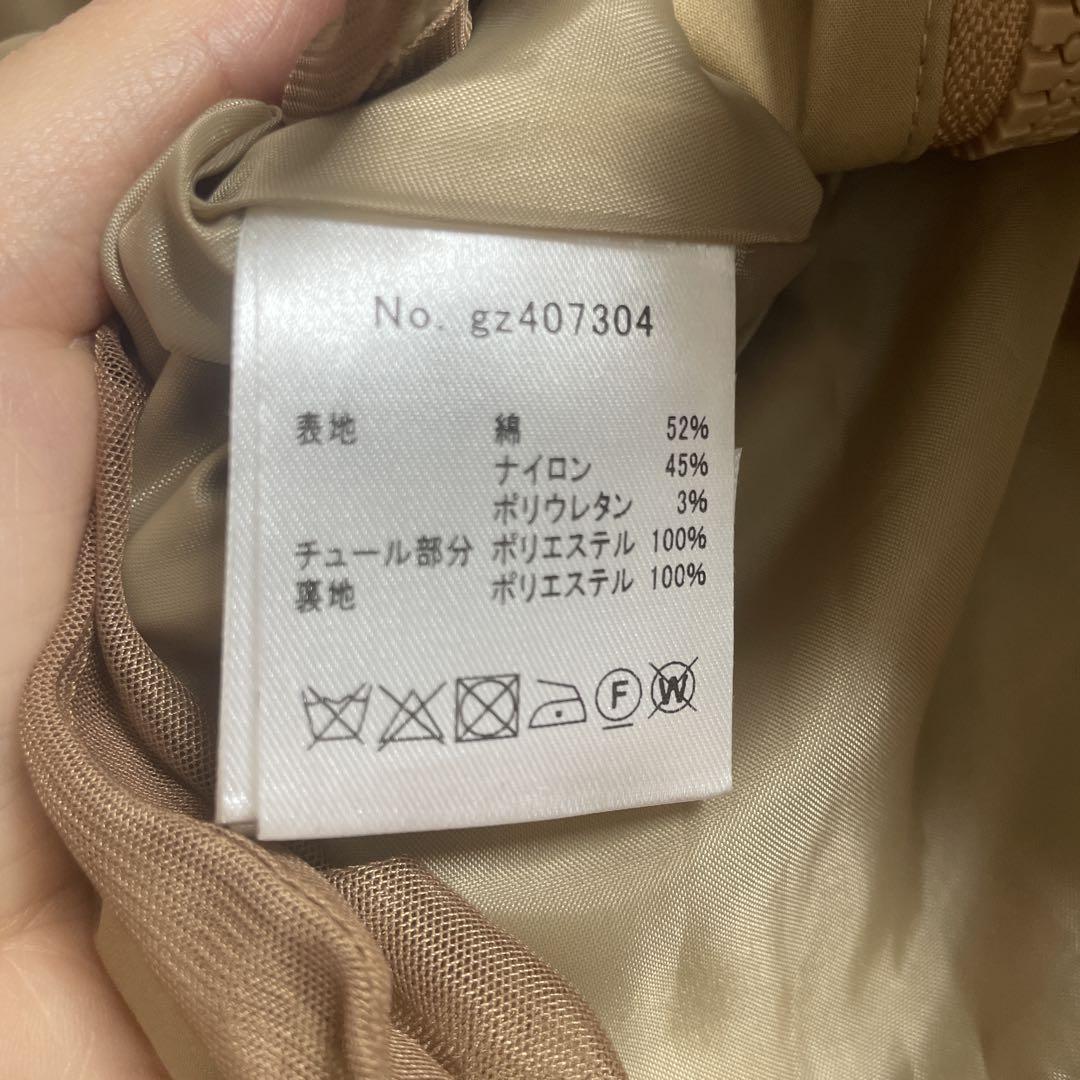 No. gz407304
表地 綿 52%
ナイロン 45%
ポリウレタン 3%
チュール部分 ポリエステル 100%
裏地 ポリエステル 100%
F W